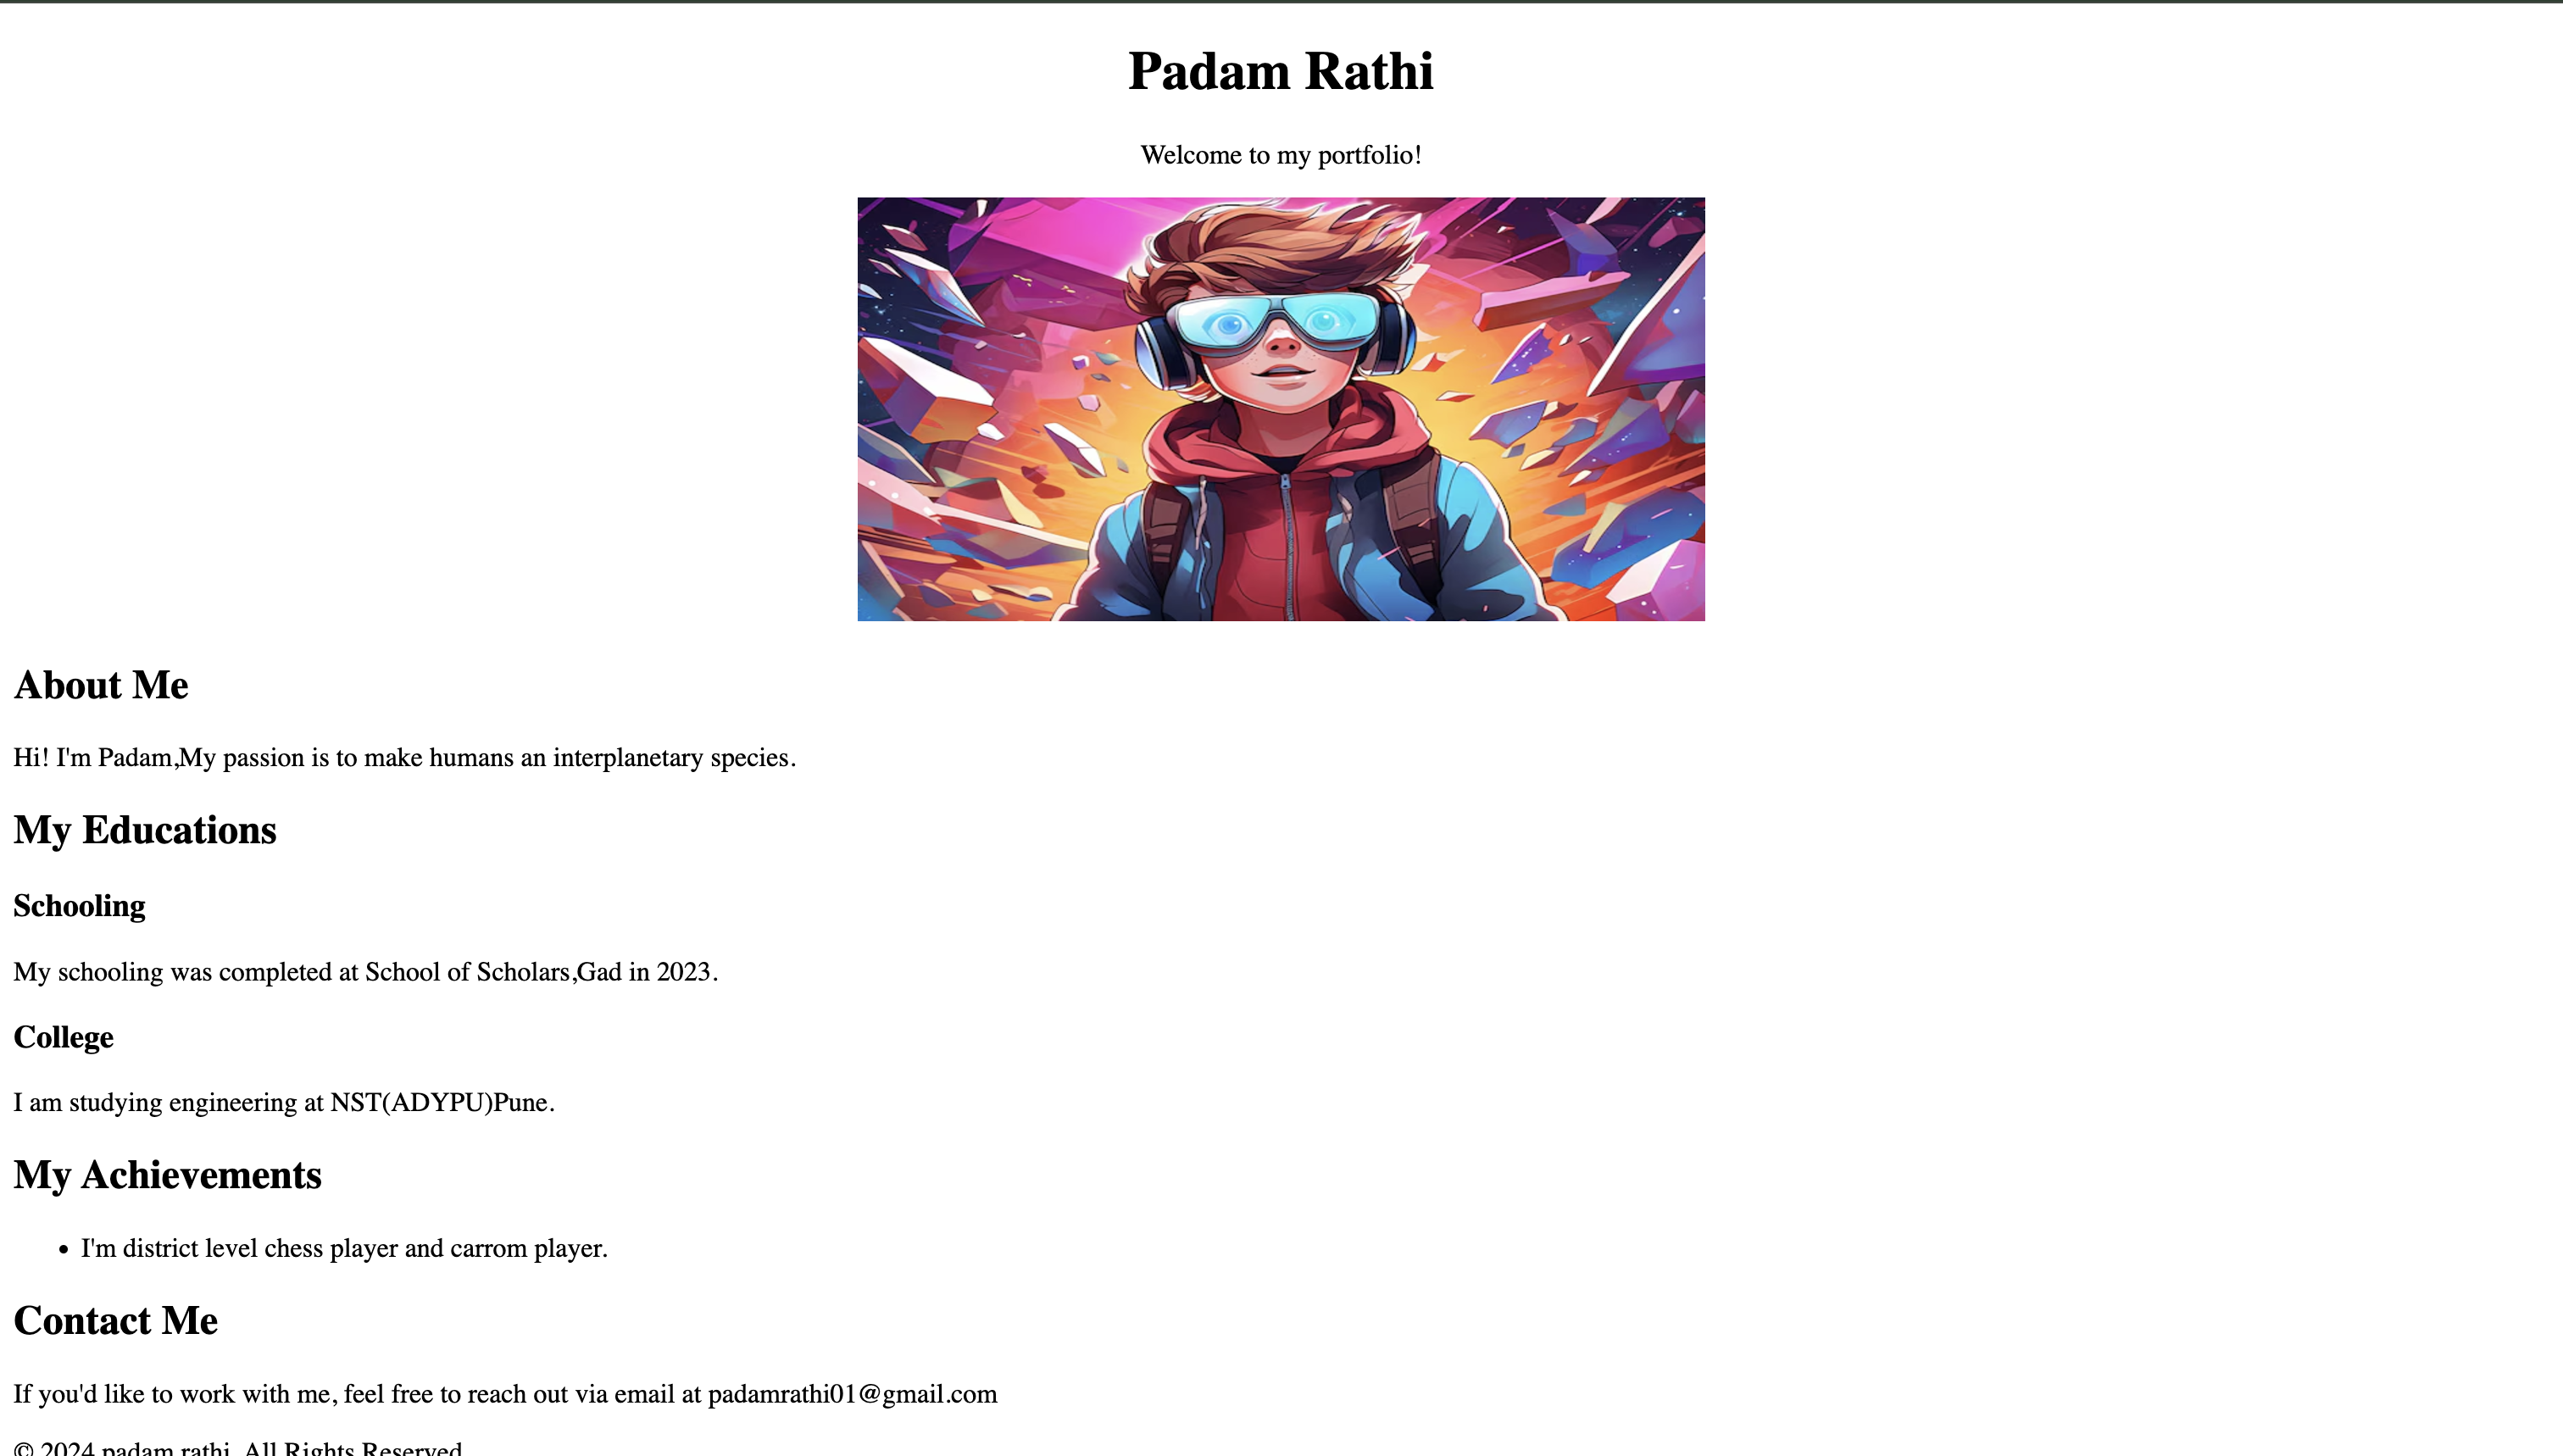 Padam Rathi
Welcome to my portfolio!
About Me
Hi! I'm Padam,My passion is to make humans an interplanetary species.
My Educations
Schooling
My schooling was completed at School of Scholars,Gad in 2023.
College
I am studying engineering at NST(ADYPU)Pune.
My Achievements
• I'm district level chess player and carrom player.
Contact Me
If you'd like to work with me, feel free to reach out via email at padamrathi01@gmail.com
© 2024 padam rathi. All Rights Reserved